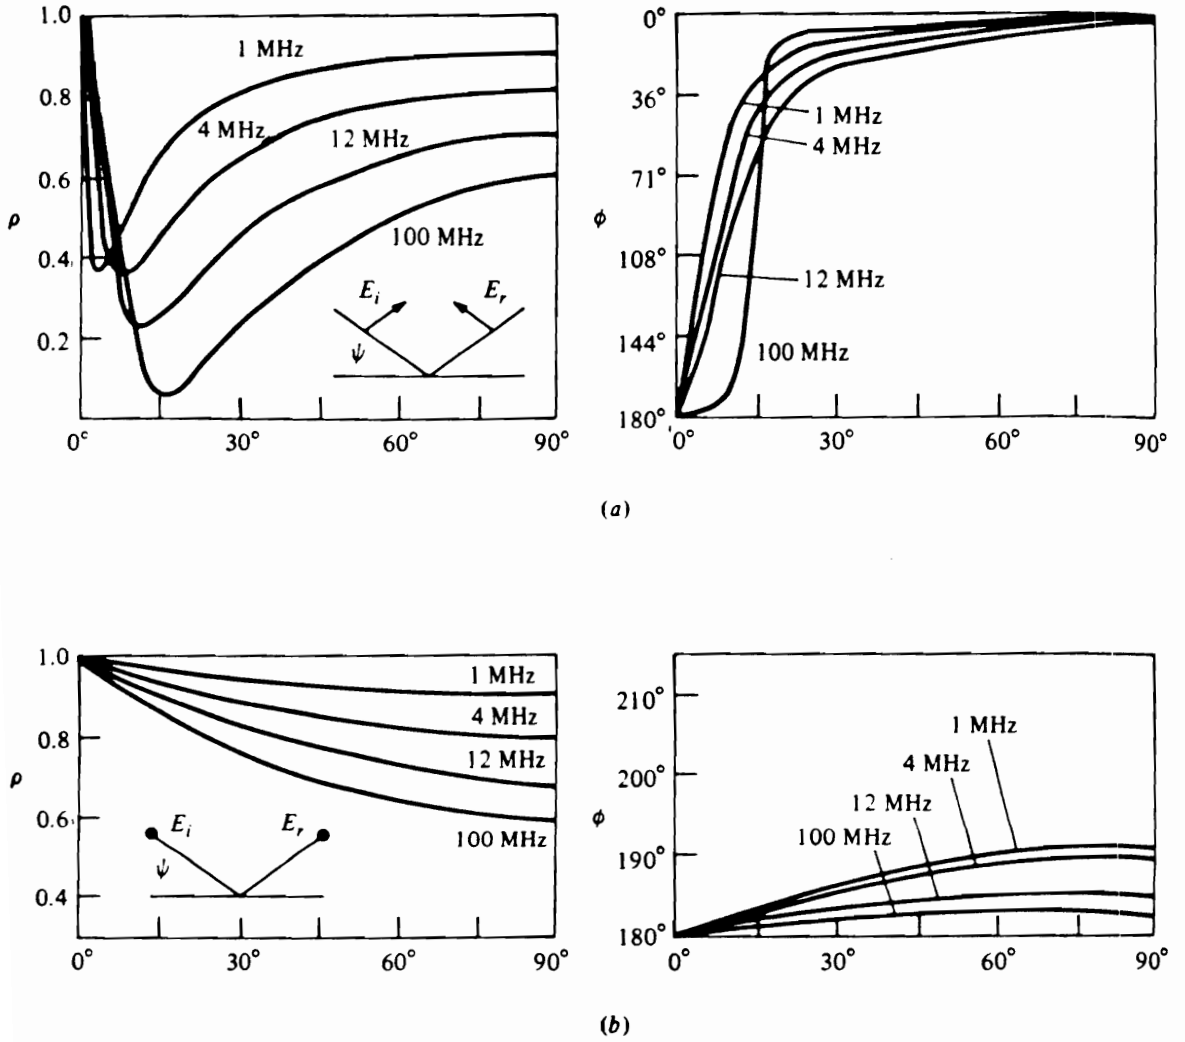 1.0
0.8
0.6
0.4
0.2
ρ
1 MHz
4 MHz
12 MHz
100 MHz
E_i
E_r
ψ
0°
30°
60°
90°
0°
36°
71°
108°
144°
180°
ϕ
1 MHz
4 MHz
12 MHz
100 MHz
0°
30°
60°
90°
(a)
1.0
0.8
0.6
0.4
ρ
1 MHz
4 MHz
12 MHz
100 MHz
E_i
E_r
ψ
0°
30°
60°
90°
210°
200°
190°
180°
ϕ
1 MHz
4 MHz
12 MHz
100 MHz
0°
30°
60°
90°
(b)